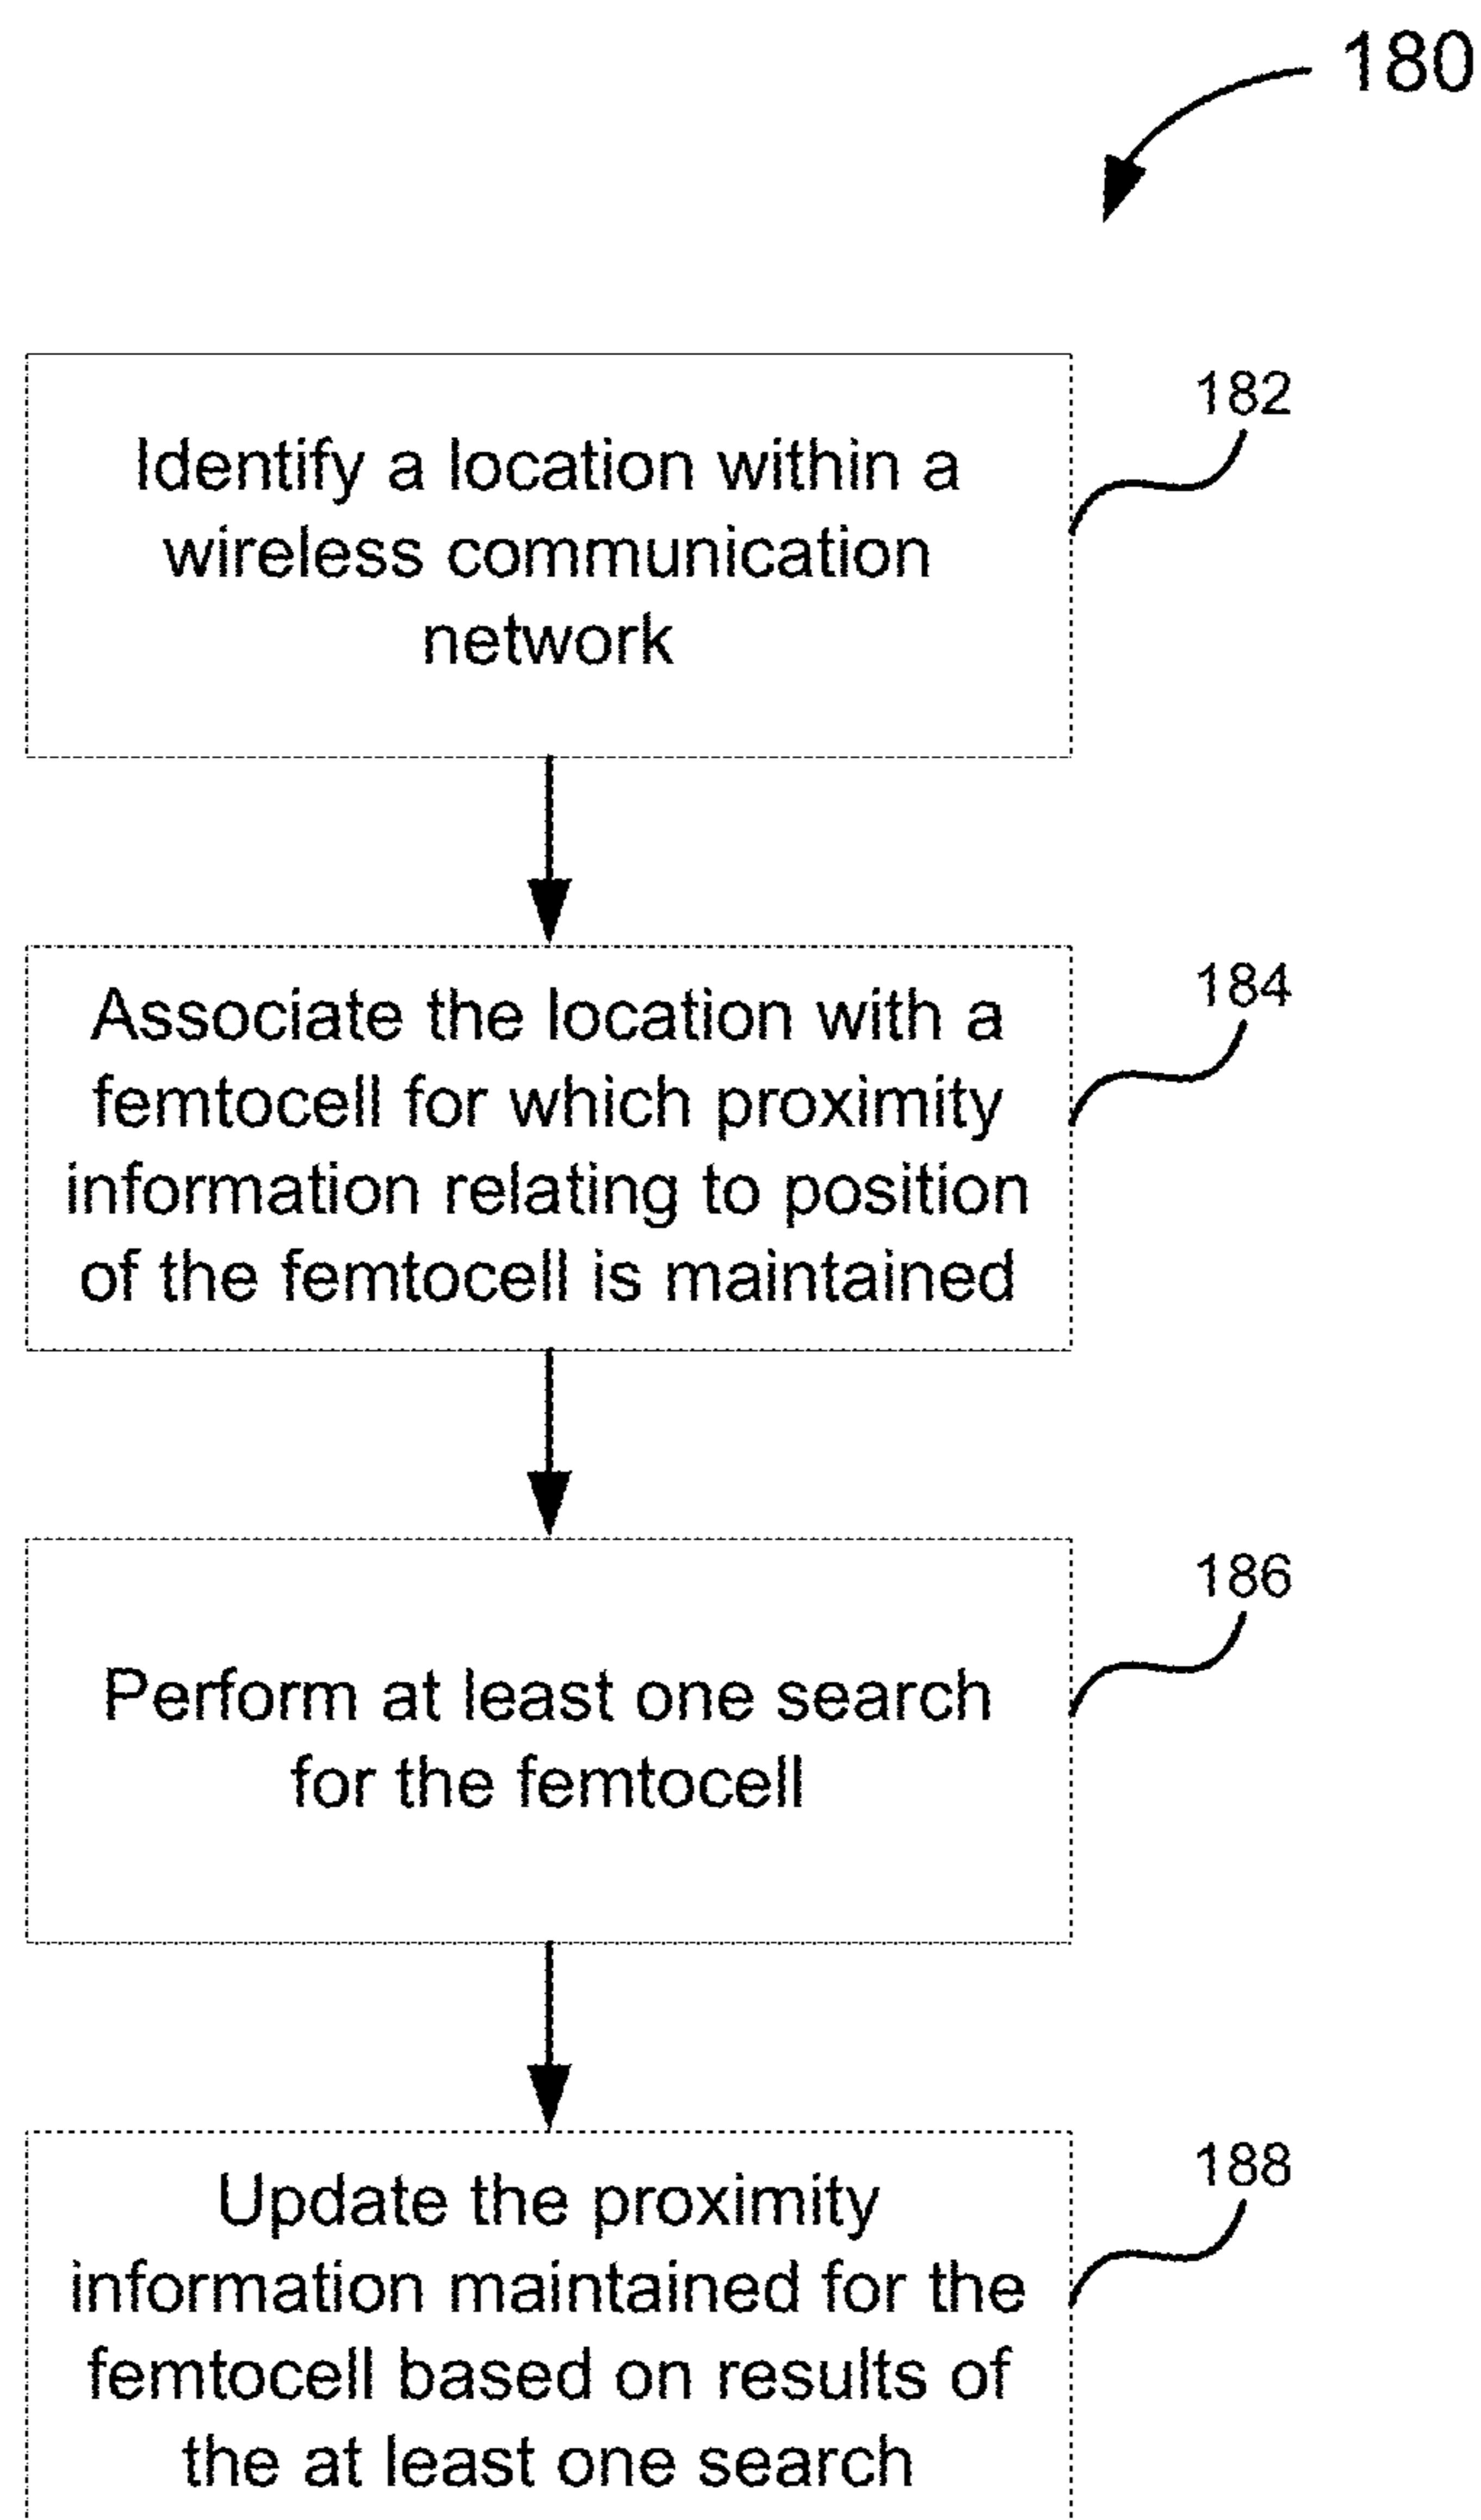 180
182
Identify a location within a
wireless communication
network
184
Associate the location with a
femtocell for which proximity
information relating to position
of the femtocell is maintained
186
Perform at least one search
for the femtocell
188
Update the proximity
information maintained for the
femtocell based on results of
the at least one search